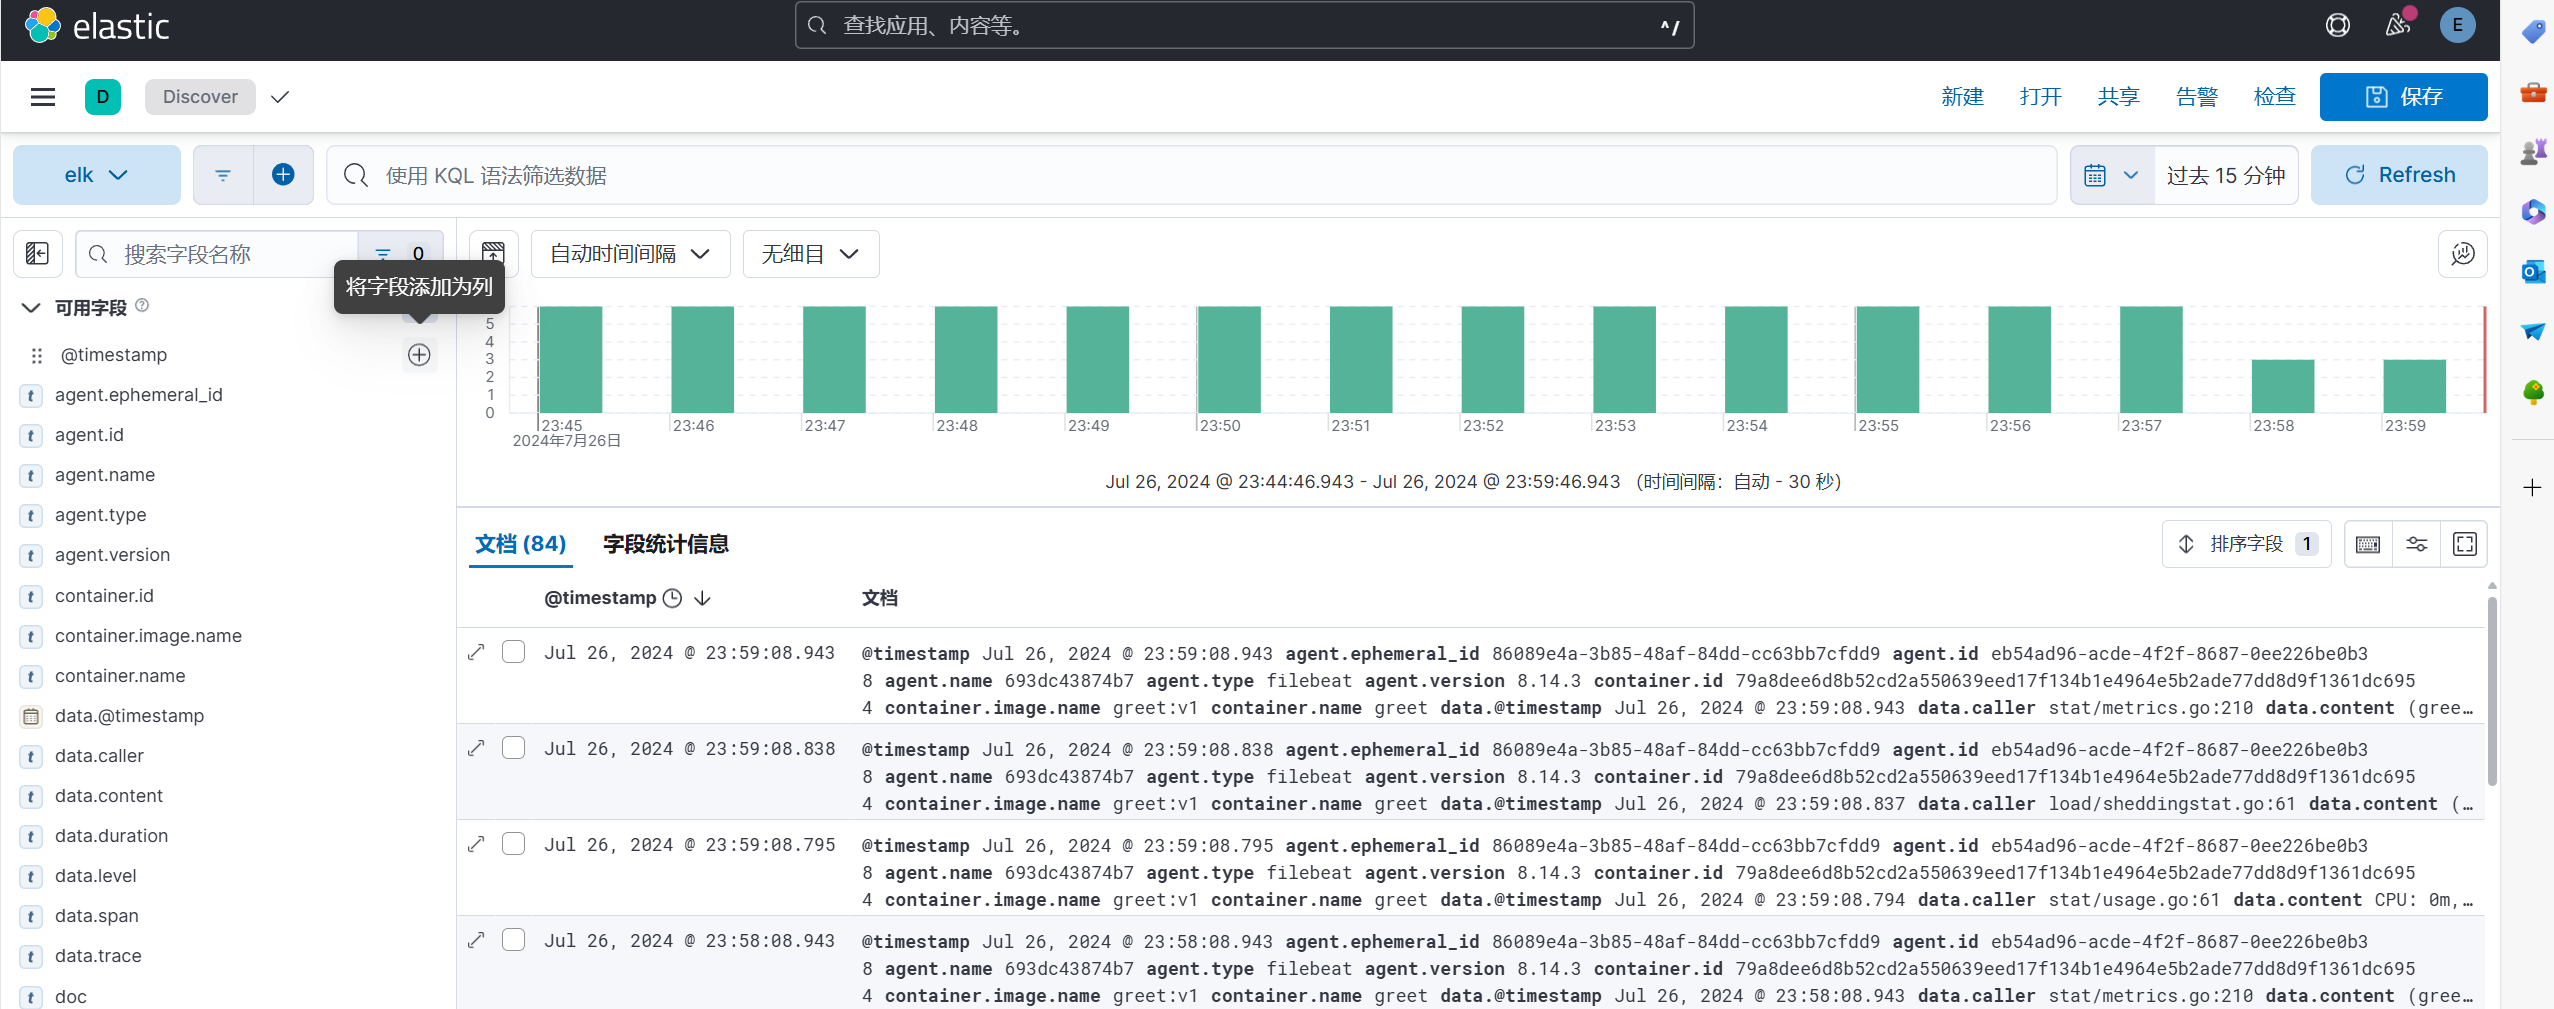 elastic
查找应用、内容等。
^/
E
D
Discover
新建
打开
共享
告警
检查
保存
elk
使用 KQL 语法筛选数据
过去 15 分钟
Refresh
搜索字段名称
0
自动时间间隔
无细目
将字段添加为列
可用字段
@timestamp
t agent.ephemeral_id
t agent.id
t agent.name
t agent.type
t agent.version
t container.id
t container.image.name
t container.name
data.@timestamp
t data.caller
t data.content
t data.duration
t data.level
t data.span
t data.trace
t doc
5
4
3
2
1
0
23:45
23:46
23:47
23:48
23:49
23:50
23:51
23:52
23:53
23:54
23:55
23:56
23:57
23:58
23:59
2024年7月26日
Jul 26, 2024 @ 23:44:46.943 - Jul 26, 2024 @ 23:59:46.943 （时间间隔：自动 - 30 秒）
文档 (84)
字段统计信息
排序字段 1
@timestamp
文档
Jul 26, 2024 @ 23:59:08.943
@timestamp Jul 26, 2024 @ 23:59:08.943 agent.ephemeral_id 86089e4a-3b85-48af-84dd-cc63bb7cfdd9 agent.id eb54ad96-acde-4f2f-8687-0ee226be0b3
8 agent.name 693dc43874b7 agent.type filebeat agent.version 8.14.3 container.id 79a8dee6d8b52cd2a550639eed17f134b1e4964e5b2ade77dd8d9f1361dc695
4 container.image.name greet:v1 container.name greet data.@timestamp Jul 26, 2024 @ 23:59:08.943 data.caller stat/metrics.go:210 data.content (gree…
Jul 26, 2024 @ 23:59:08.838
@timestamp Jul 26, 2024 @ 23:59:08.838 agent.ephemeral_id 86089e4a-3b85-48af-84dd-cc63bb7cfdd9 agent.id eb54ad96-acde-4f2f-8687-0ee226be0b3
8 agent.name 693dc43874b7 agent.type filebeat agent.version 8.14.3 container.id 79a8dee6d8b52cd2a550639eed17f134b1e4964e5b2ade77dd8d9f1361dc695
4 container.image.name greet:v1 container.name greet data.@timestamp Jul 26, 2024 @ 23:59:08.837 data.caller load/sheddingstat.go:61 data.content (…
Jul 26, 2024 @ 23:59:08.795
@timestamp Jul 26, 2024 @ 23:59:08.795 agent.ephemeral_id 86089e4a-3b85-48af-84dd-cc63bb7cfdd9 agent.id eb54ad96-acde-4f2f-8687-0ee226be0b3
8 agent.name 693dc43874b7 agent.type filebeat agent.version 8.14.3 container.id 79a8dee6d8b52cd2a550639eed17f134b1e4964e5b2ade77dd8d9f1361dc695
4 container.image.name greet:v1 container.name greet data.@timestamp Jul 26, 2024 @ 23:59:08.794 data.caller stat/usage.go:61 data.content CPU: 0m,…
Jul 26, 2024 @ 23:58:08.943
@timestamp Jul 26, 2024 @ 23:58:08.943 agent.ephemeral_id 86089e4a-3b85-48af-84dd-cc63bb7cfdd9 agent.id eb54ad96-acde-4f2f-8687-0ee226be0b3
8 agent.name 693dc43874b7 agent.type filebeat agent.version 8.14.3 container.id 79a8dee6d8b52cd2a550639eed17f134b1e4964e5b2ade77dd8d9f1361dc695
4 container.image.name greet:v1 container.name greet data.@timestamp Jul 26, 2024 @ 23:58:08.943 data.caller stat/metrics.go:210 data.content (gree…